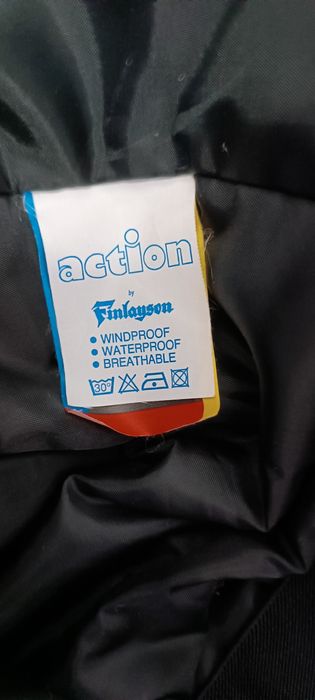 action
by
Finlayson
• WINDPROOF
• WATERPROOF
• BREATHABLE
30°